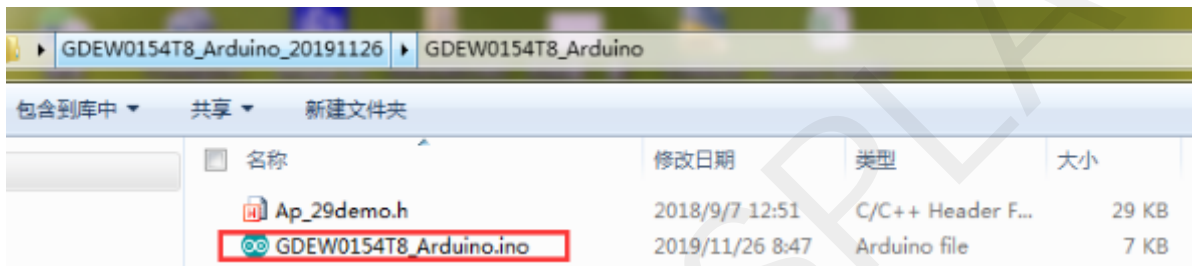 GDEW0154T8_Arduino_20191126 GDEW0154T8_Arduino
包含到库中 共享 新建文件夹
名称 修改日期 类型 大小
Ap_29demo.h 2018/9/7 12:51 C/C++ Header F... 29 KB
GDEW0154T8_Arduino.ino 2019/11/26 8:47 Arduino file 7 KB